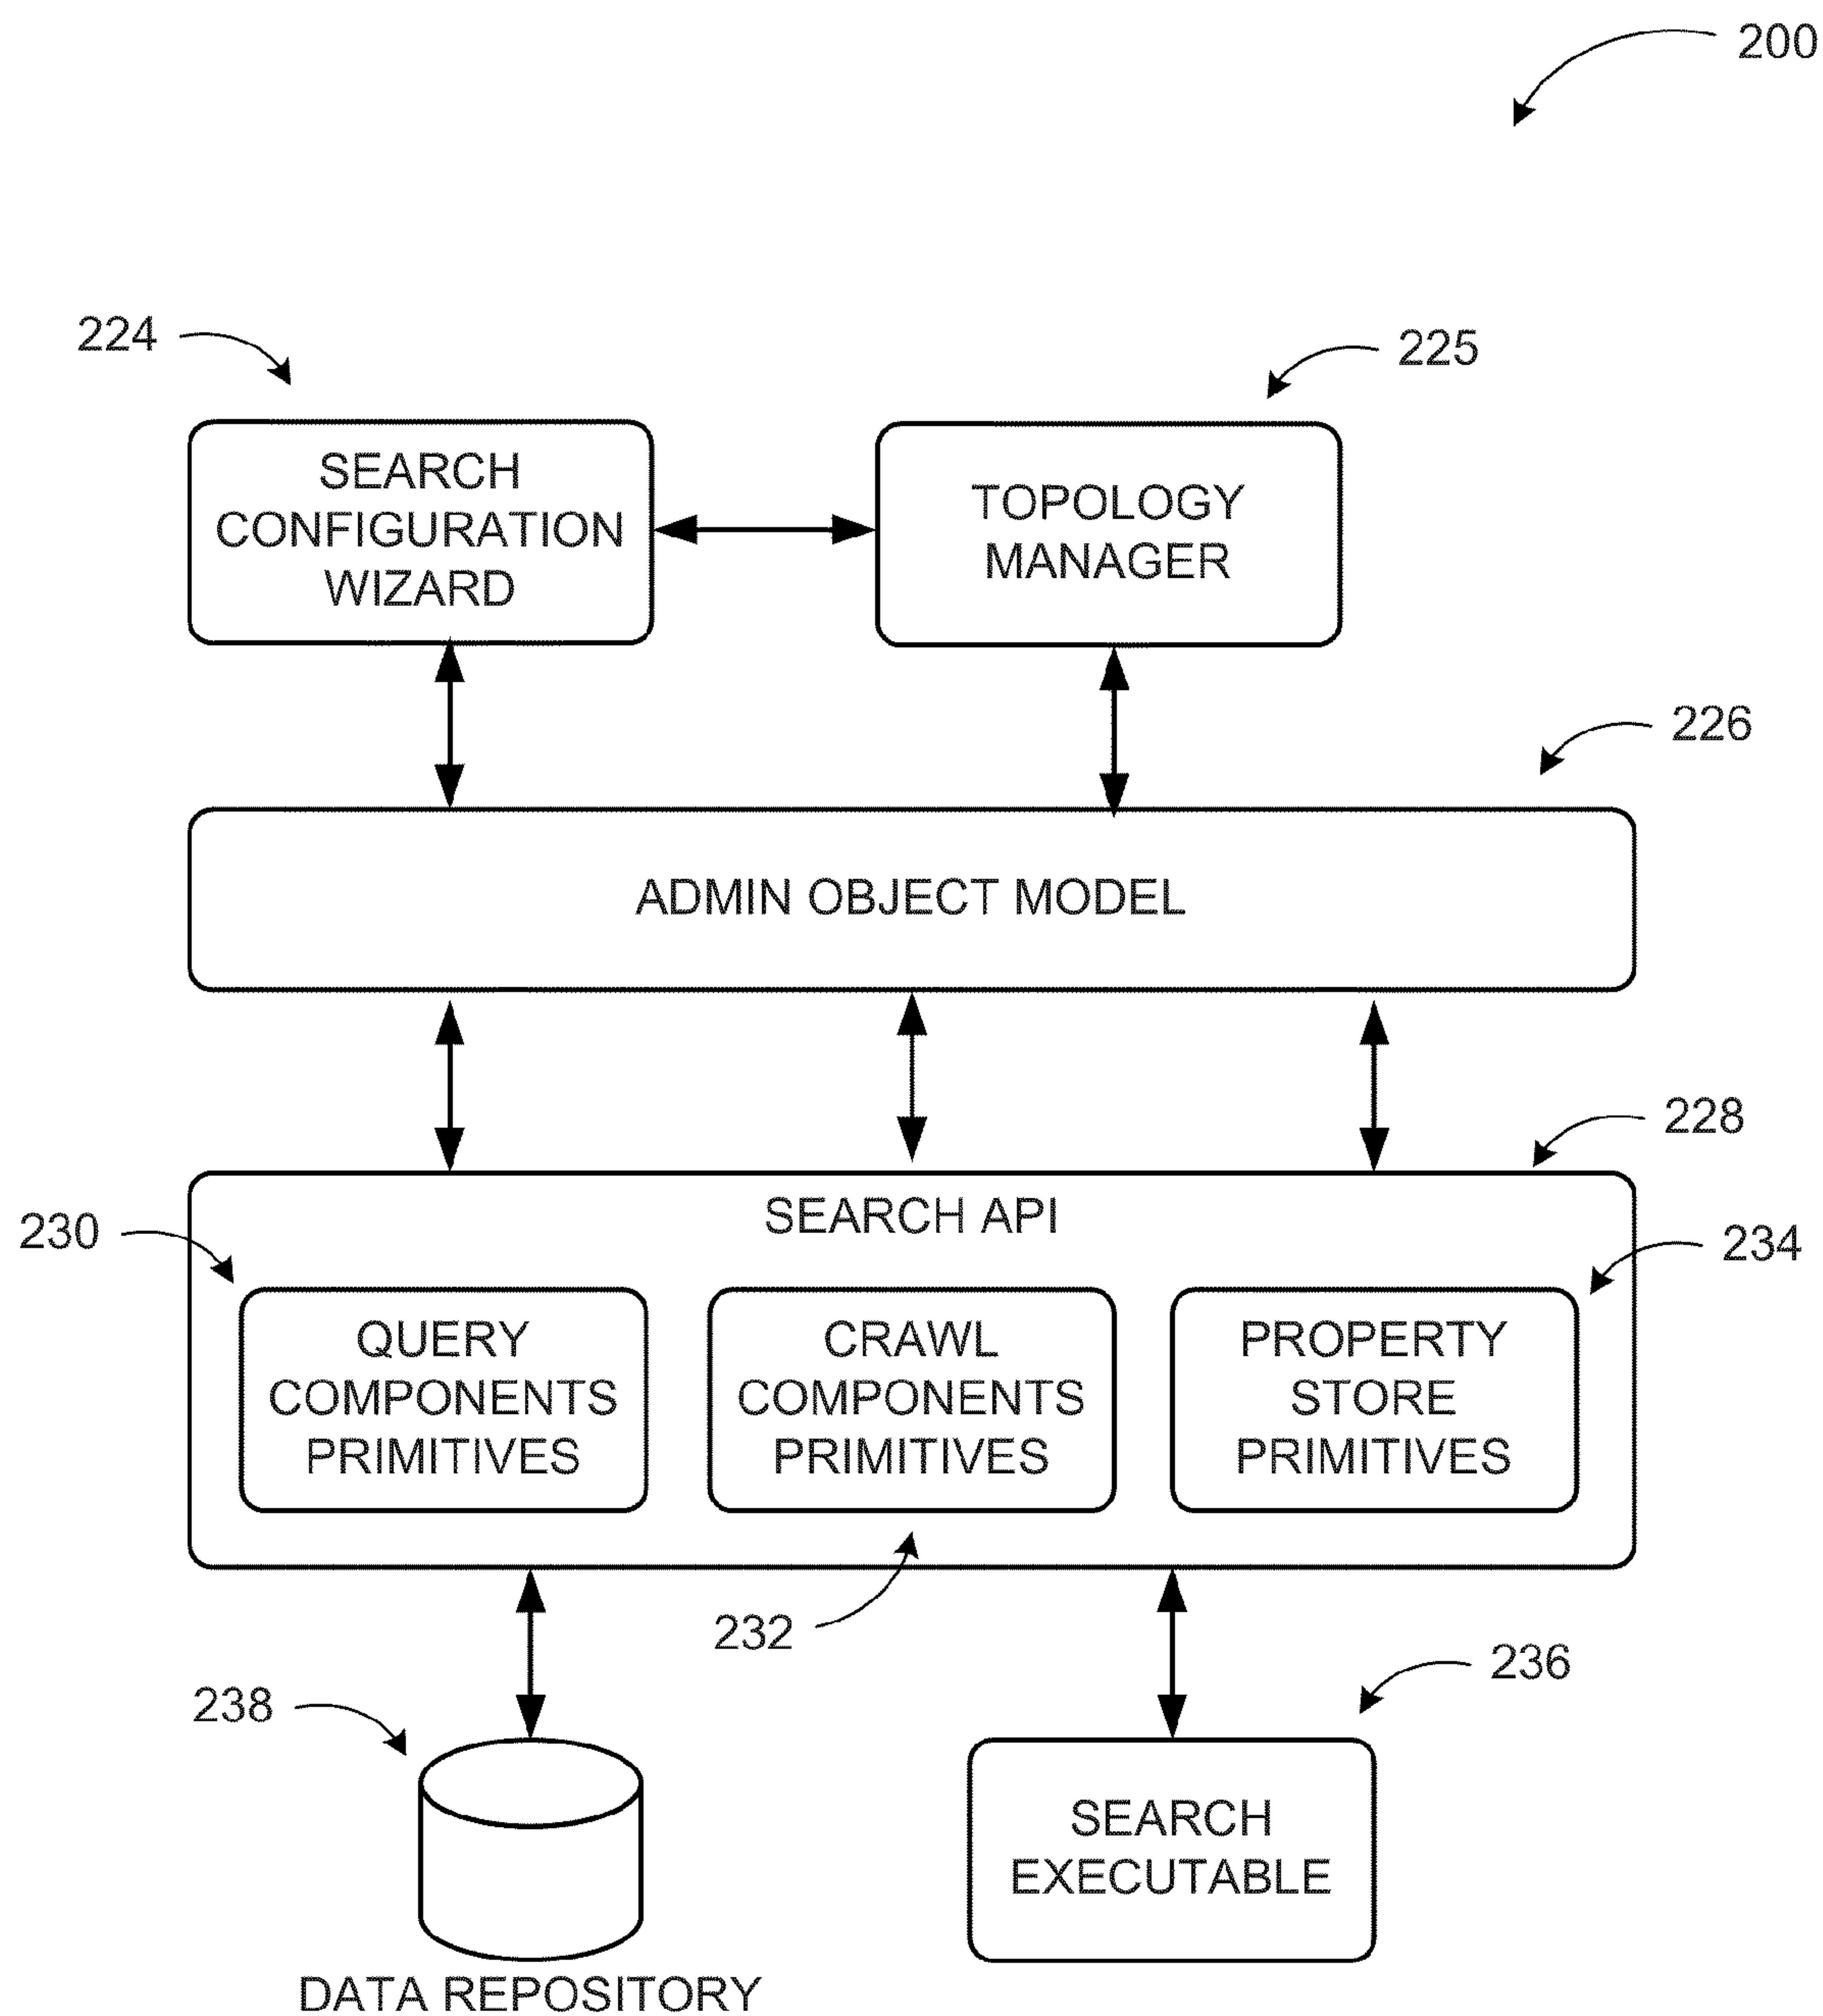 200
224
225
SEARCH
CONFIGURATION
WIZARD
TOPOLOGY
MANAGER
226
ADMIN OBJECT MODEL
228
SEARCH API
230
234
QUERY
COMPONENTS
PRIMITIVES
CRAWL
COMPONENTS
PRIMITIVES
PROPERTY
STORE
PRIMITIVES
232
236
238
SEARCH
EXECUTABLE
DATA REPOSITORY